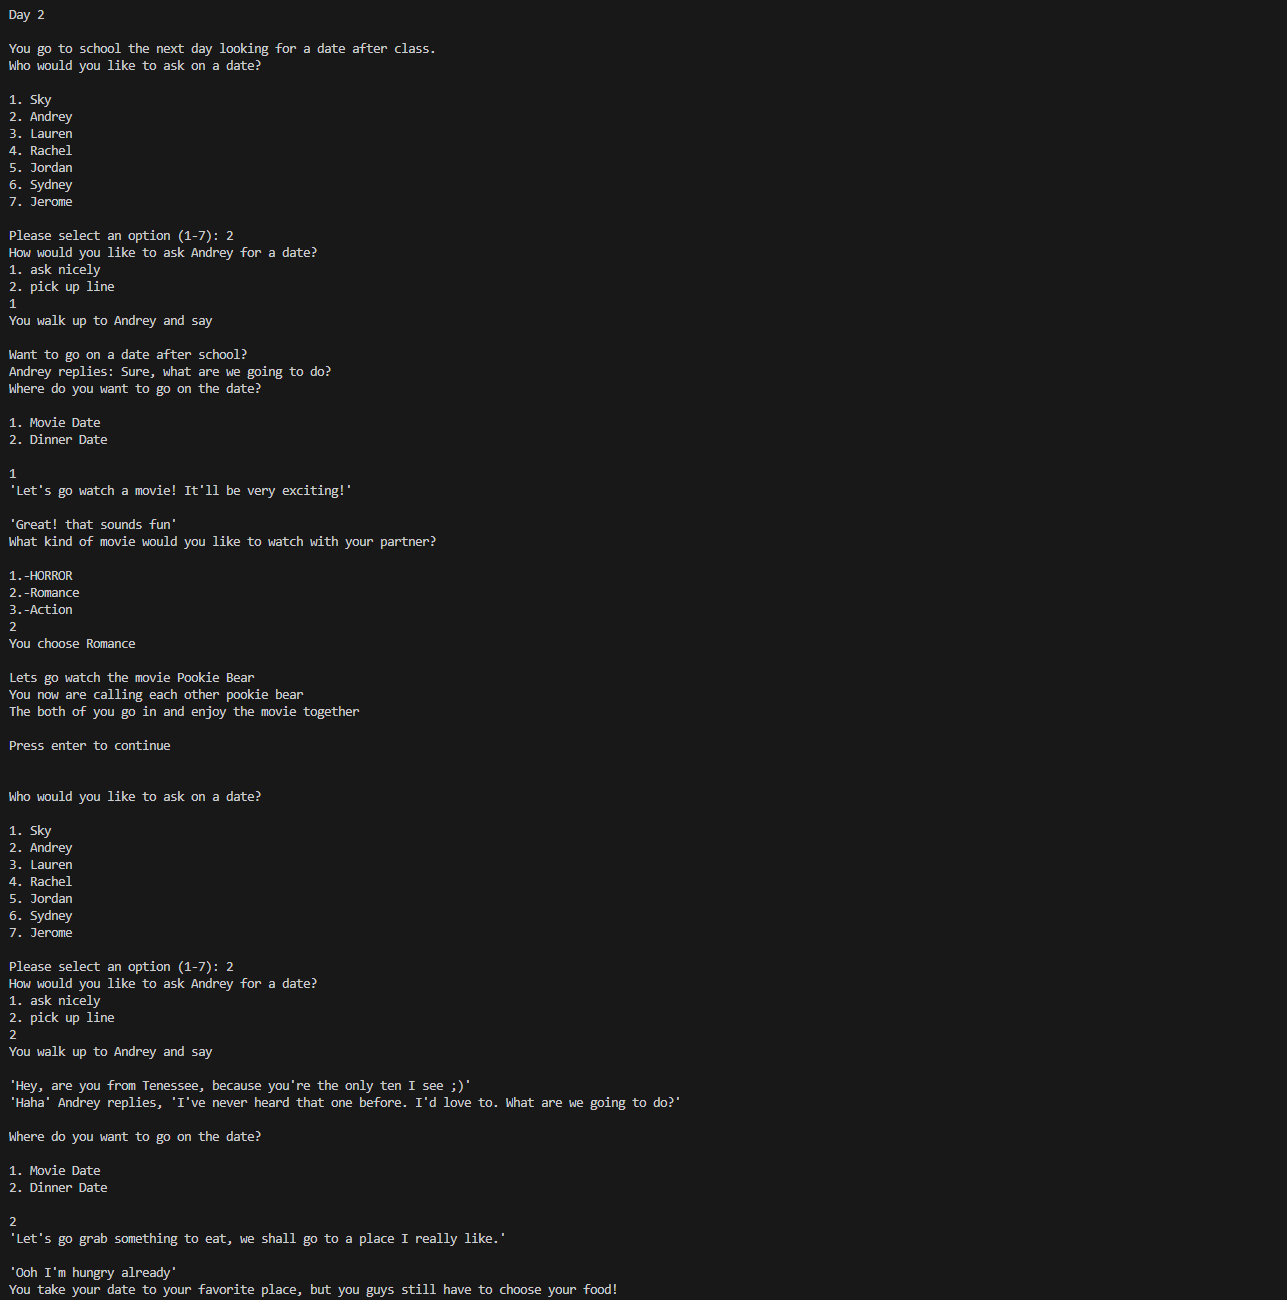 Day 2
You go to school the next day looking for a date after class.
Who would you like to ask on a date?
1. Sky
2. Andrey
3. Lauren
4. Rachel
5. Jordan
6. Sydney
7. Jerome
Please select an option (1-7): 2
How would you like to ask Andrey for a date?
1. ask nicely
2. pick up line
1
You walk up to Andrey and say
Want to go on a date after school?
Andrey replies: Sure, what are we going to do?
Where do you want to go on the date?
1. Movie Date
2. Dinner Date
1
'Let's go watch a movie! It'll be very exciting!'
'Great! that sounds fun'
What kind of movie would you like to watch with your partner?
1.-HORROR
2.-Romance
3.-Action
2
You choose Romance
Lets go watch the movie Pookie Bear
You now are calling each other pookie bear
The both of you go in and enjoy the movie together
Press enter to continue
Who would you like to ask on a date?
1. Sky
2. Andrey
3. Lauren
4. Rachel
5. Jordan
6. Sydney
7. Jerome
Please select an option (1-7): 2
How would you like to ask Andrey for a date?
1. ask nicely
2. pick up line
2
You walk up to Andrey and say
'Hey, are you from Tenessee, because you're the only ten I see ;)'
'Haha' Andrey replies, 'I've never heard that one before. I'd love to. What are we going to do?'
Where do you want to go on the date?
1. Movie Date
2. Dinner Date
2
'Let's go grab something to eat, we shall go to a place I really like.'
'Ooh I'm hungry already'
You take your date to your favorite place, but you guys still have to choose your food!